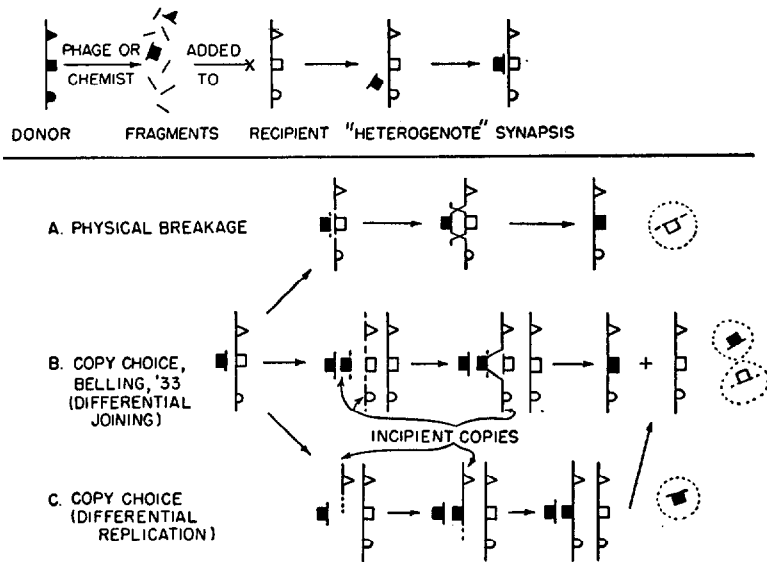 PHAGE OR ADDED
CHEMIST TO
DONOR FRAGMENTS RECIPIENT "HETEROGENOTE" SYNAPSIS
A. PHYSICAL BREAKAGE
B. COPY CHOICE,
BELLING, '33
(DIFFERENTIAL
JOINING)
+
INCIPIENT COPIES
C. COPY CHOICE
(DIFFERENTIAL
REPLICATION)